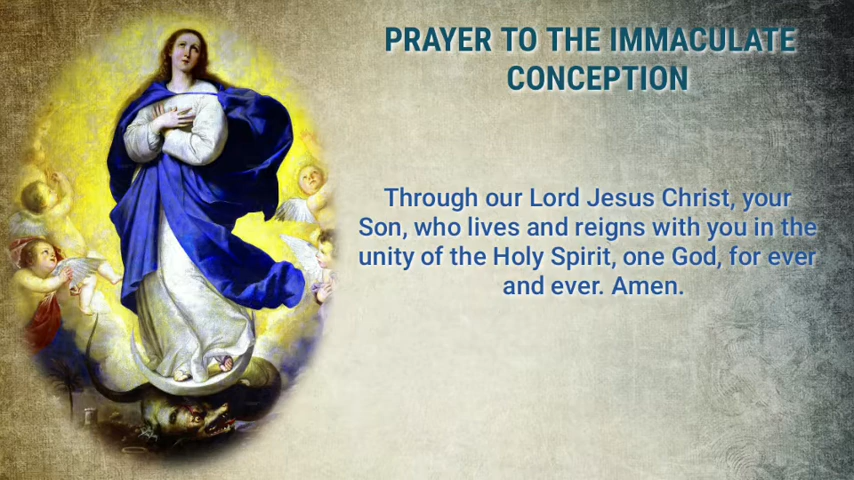 PRAYER TO THE IMMACULATE
CONCEPTION
Through our Lord Jesus Christ, your
Son, who lives and reigns with you in the
unity of the Holy Spirit, one God, for ever
and ever. Amen.